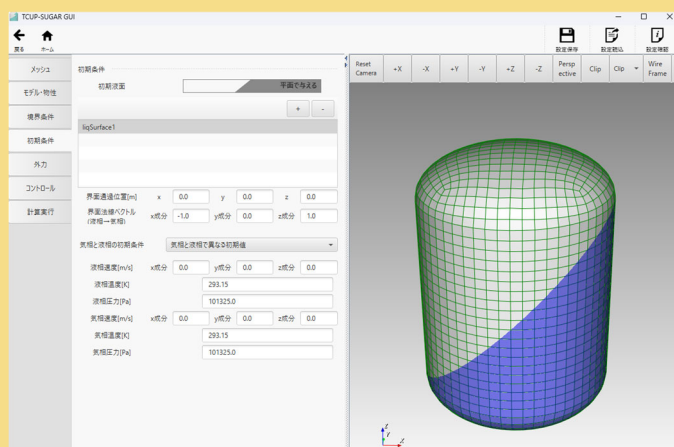 TCUP-SUGAR GUI
戻る ホーム 設定保存 設定読込 設定確認
メッシュ
モデル・物性
境界条件
初期条件
外力
コントロール
計算実行
初期条件
初期液面 平面で与える
+ -
liqSurface1
界面通過位置[m] x 0.0 y 0.0 z 0.0
界面法線ベクトル
(液相→気相) x成分 -1.0 y成分 0.0 z成分 1.0
気相と液相の初期条件 気相と液相で異なる初期値
液相速度[m/s] x成分 0.0 y成分 0.0 z成分 0.0
液相温度[K] 293.15
液相圧力[Pa] 101325.0
気相速度[m/s] x成分 0.0 y成分 0.0 z成分 0.0
気相温度[K] 293.15
気相圧力[Pa] 101325.0
Reset
Camera +X -X +Y -Y +Z -Z Persp
ective Clip Clip Wire
Frame
Z
Y
X